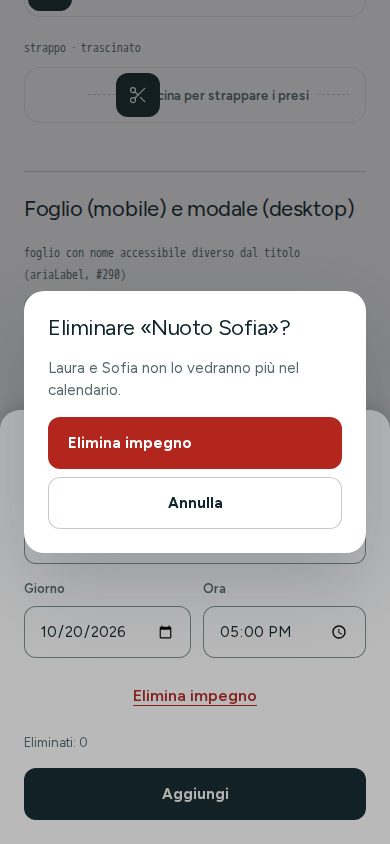 strappo · trascinato
cina per strappare i presi
Foglio (mobile) e modale (desktop)
foglio con nome accessibile diverso dal titolo
(ariaLabel, #290)
Eliminare «Nuoto Sofia»?
Laura e Sofia non lo vedranno più nel
calendario.
Elimina impegno
Annulla
Giorno
Ora
10/20/2026
05:00 PM
Elimina impegno
Eliminati: 0
Aggiungi